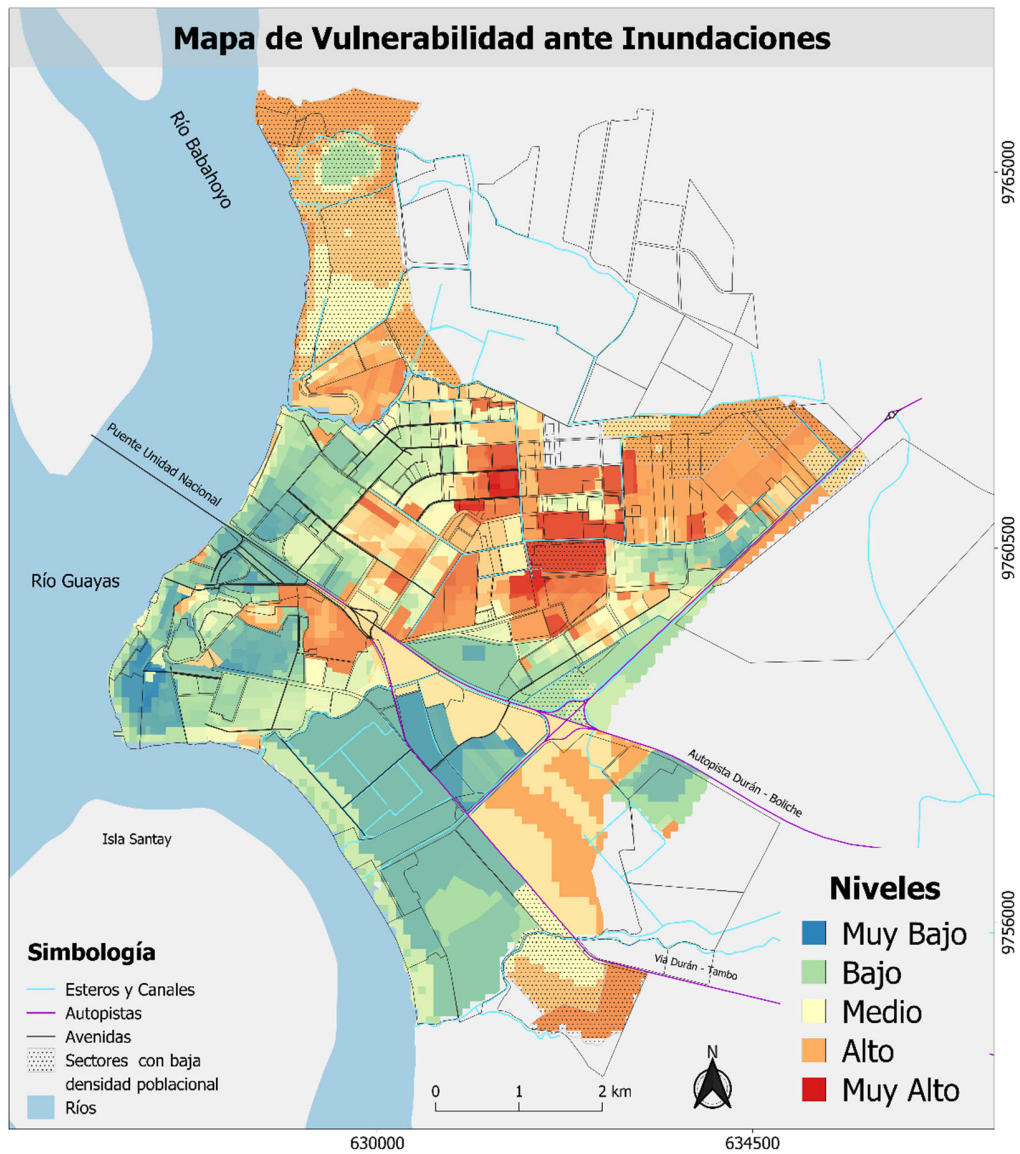 Mapa de Vulnerabilidad ante Inundaciones
Río Babahoyo
9765000
Puente Unidad Nacional
9760500
Río Guayas
Autopista Durán - Boliche
Isla Santay
Niveles
Muy Bajo
Bajo
Medio
Alto
Muy Alto
9756000
Vía Durán - Tambo
Simbología
Esteros y Canales
Autopistas
Avenidas
Sectores con baja
densidad poblacional
Ríos
0 1 2 km
N
630000 634500